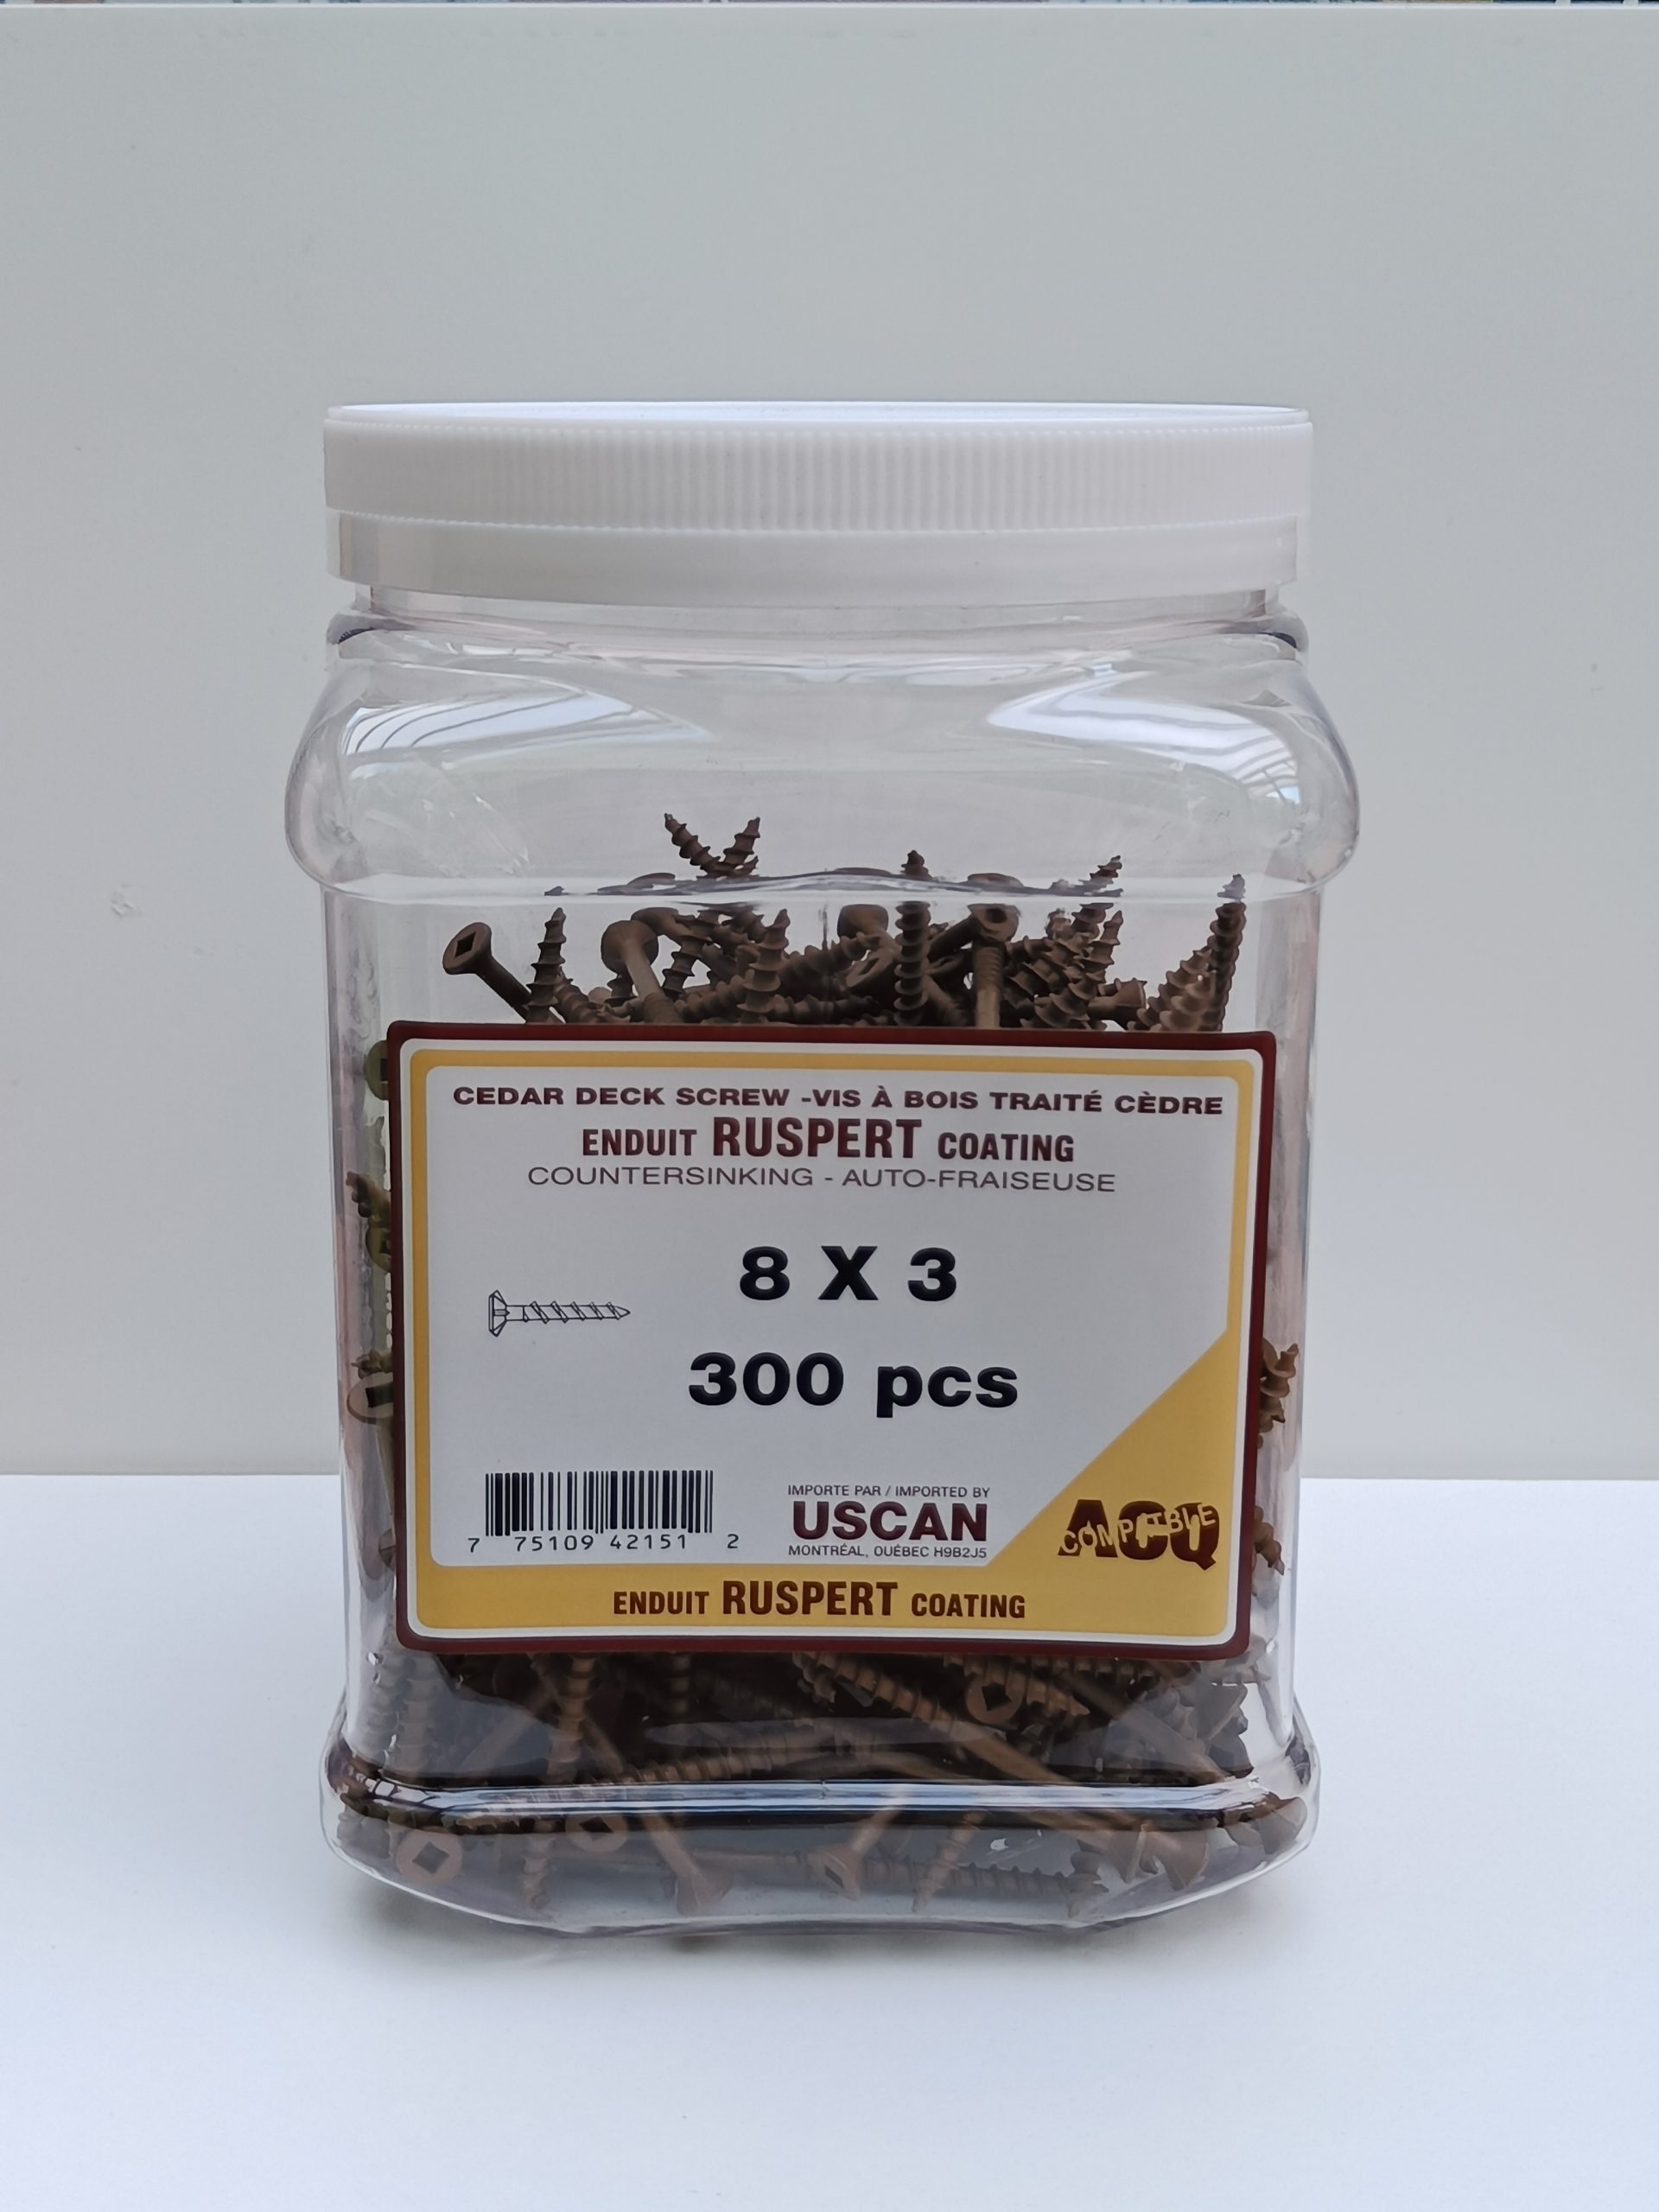 CEDAR DECK SCREW -VIS À BOIS TRAITÉ CÈDRE
ENDUIT RUSPERT COATING
COUNTERSINKING - AUTO-FRAISEUSE
8 X 3
300 pcs
7 75109 42151 2
IMPORTE PAR / IMPORTED BY
USCAN
MONTRÉAL, QUÉBEC H9B2J5
ACQ
COMPATIBLE
ENDUIT RUSPERT COATING